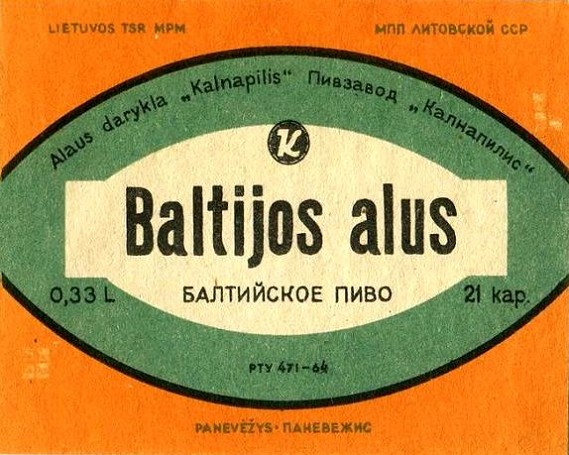 LIETUVOS TSR MPM
МПП ЛИТОВСКОЙ ССР
Alaus darykla „Kalnapilis“ Пивзавод „Калнапилис“
K
Baltijos alus
0,33 L
БАЛТИЙСКОЕ ПИВО
21 kap.
РТУ 471-64
PANEVĖŽYS · ПАНЕВЕЖИС